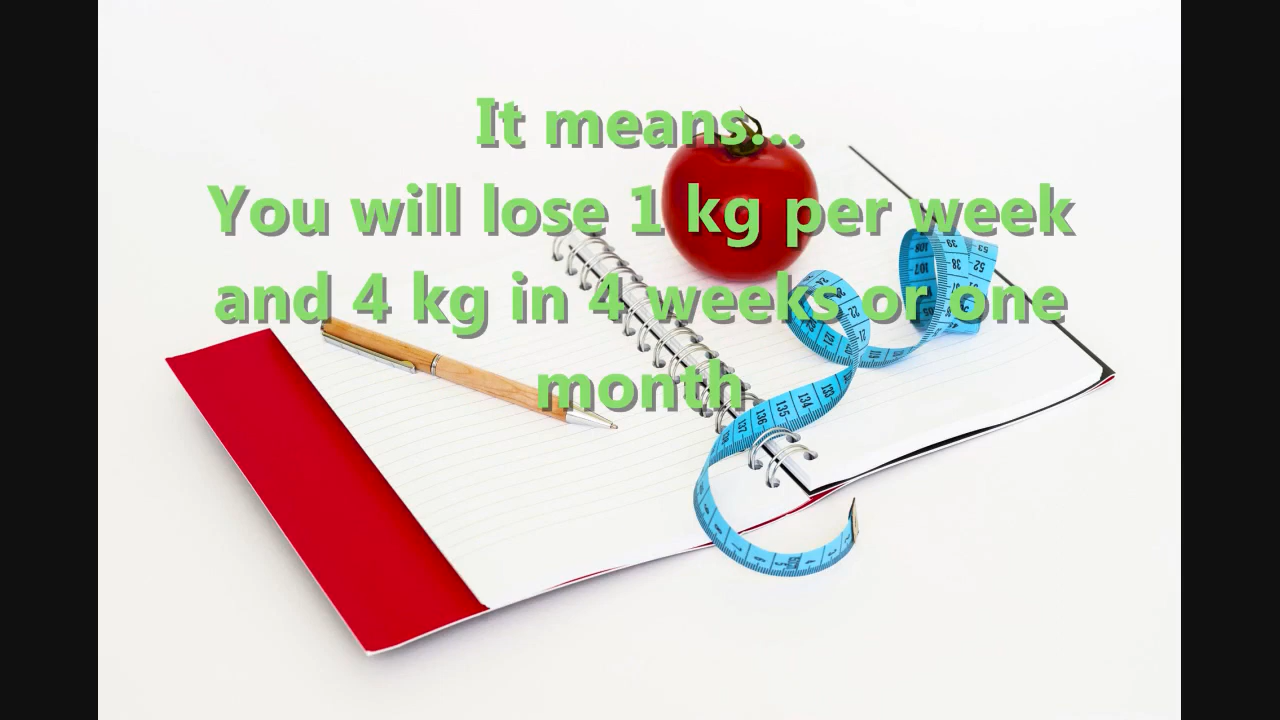 It means...
You will lose 1 kg per week
and 4 kg in 4 weeks or one
month